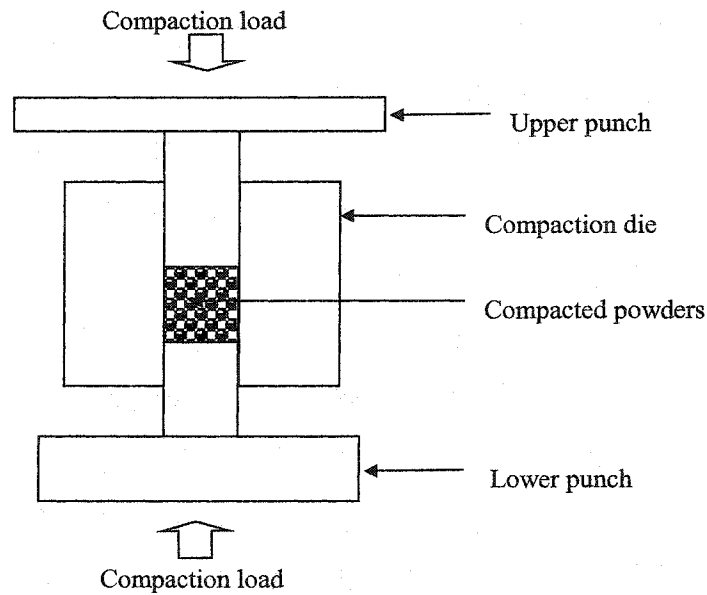 Compaction load
Upper punch
Compaction die
Compacted powders
Lower punch
Compaction load